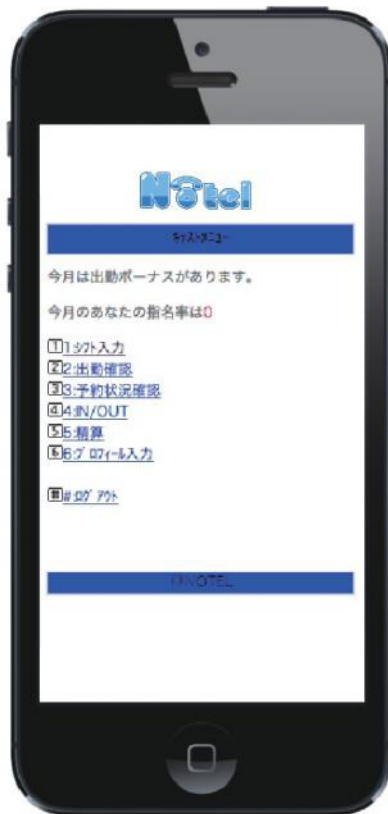 Notel
ｷｬｽﾄﾒﾆｭｰ
今月は出勤ボーナスがあります。
今月のあなたの指名率は0
1 1:ｼﾌﾄ入力
2 2:出勤確認
3 3:予約状況確認
4 4:IN/OUT
5 5:精算
6 6:ﾌﾟﾛﾌｨｰﾙ入力
# #:ﾛｸﾞｱｳﾄ
NOTEL